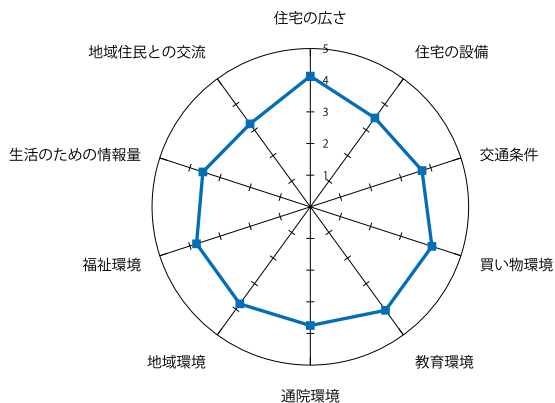 住宅の広さ
地域住民との交流
住宅の設備
5
4
3
2
1
生活のための情報量
交通条件
福祉環境
買い物環境
地域環境
教育環境
通院環境